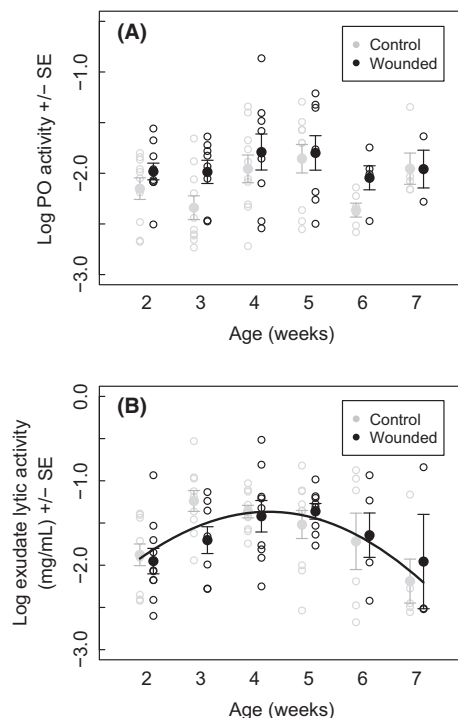 (A)
Control
Wounded
Log PO activity +/− SE
−1.0
−2.0
−3.0
2 3 4 5 6 7
Age (weeks)
(B)
Control
Wounded
Log exudate lytic activity
(mg/mL) +/− SE
0.0
−1.0
−2.0
−3.0
2 3 4 5 6 7
Age (weeks)